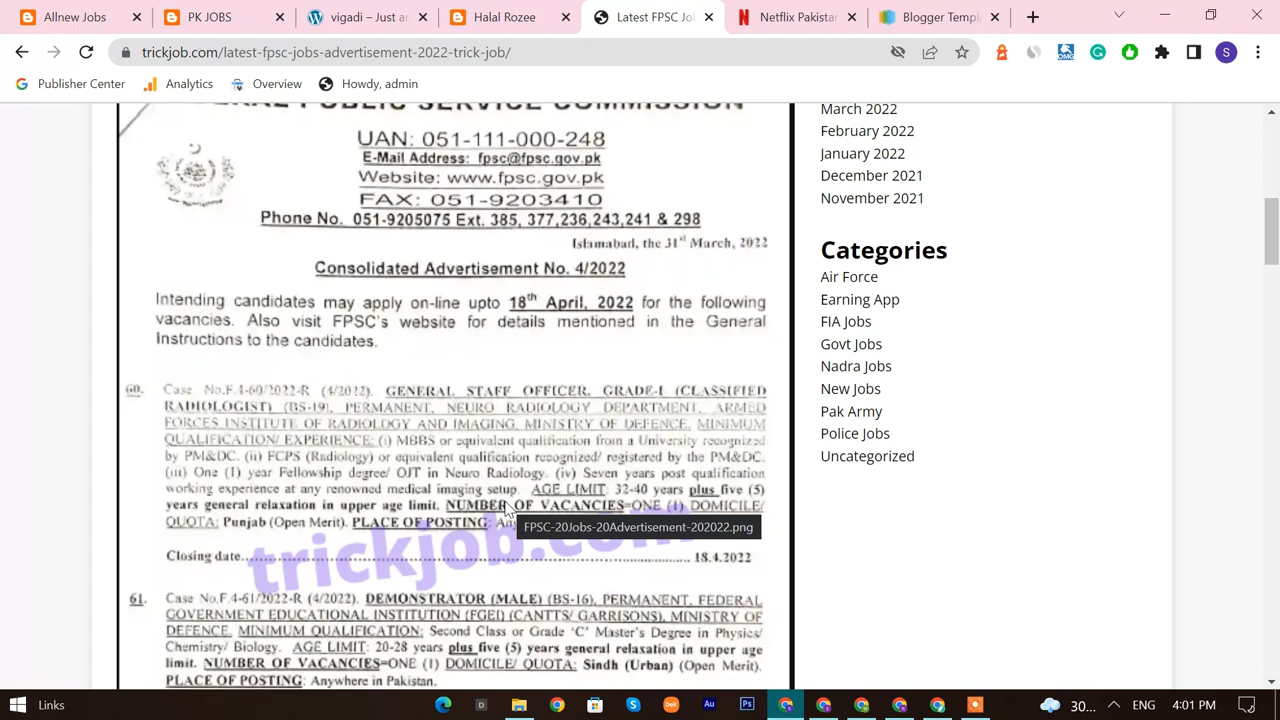 Allnew Jobs
PK JOBS
vigadi – Just an
Halal Rozee
Latest FPSC Jo
Netflix Pakistan
Blogger Templ
trickjob.com/latest-fpsc-jobs-advertisement-2022-trick-job/
S
Publisher Center
Analytics
Overview
Howdy, admin
UAN: 051-111-000-248
E-Mail Address: fpsc@fpsc.gov.pk
Website: www.fpsc.gov.pk
FAX: 051-9203410
Phone No. 051-9205075 Ext. 385, 377,236,243,241 & 298
Islamabad, the 31st March, 2022
Consolidated Advertisement No. 4/2022
Intending candidates may apply on-line upto 18th April, 2022 for the following
vacancies. Also visit FPSC's website for details mentioned in the General
Instructions to the candidates.
60. Case No.F.4-60/2022-R (4/2022). GENERAL STAFF OFFICER, GRADE-I (CLASSIFIED
RADIOLOGIST) (BS-19), PERMANENT, NEURO RADIOLOGY DEPARTMENT, ARMED
FORCES INSTITUTE OF RADIOLOGY AND IMAGING, MINISTRY OF DEFENCE, MINIMUM
QUALIFICATION/ EXPERIENCE: (i) MBBS or equivalent qualification from a University recognized
by PM&DC. (ii) FCPS (Radiology) or equivalent qualification recognized/ registered by the PM&DC.
(iii) One (1) year Fellowship degree/ OJT in Neuro Radiology. (iv) Seven years post qualification
working experience at any renowned medical imaging setup. AGE LIMIT: 32-40 years plus five (5)
years general relaxation in upper age limit. NUMBER OF VACANCIES=ONE (1) DOMICILE/
QUOTA: Punjab (Open Merit). PLACE OF POSTING: Any
FPSC-20Jobs-20Advertisement-202022.png
trickjob.com
Closing date........................................................................ 18.4.2022
61. Case No.F.4-61/2022-R (4/2022). DEMONSTRATOR (MALE) (BS-16), PERMANENT, FEDERAL
GOVERNMENT EDUCATIONAL INSTITUTION (FGEI) (CANTTS/ GARRISONS), MINISTRY OF
DEFENCE. MINIMUM QUALIFICATION: Second Class or Grade 'C' Master's Degree in Physics/
Chemistry/ Biology. AGE LIMIT: 20-28 years plus five (5) years general relaxation in upper age
limit. NUMBER OF VACANCIES=ONE (1) DOMICILE/ QUOTA: Sindh (Urban) (Open Merit).
PLACE OF POSTING: Anywhere in Pakistan.
March 2022
February 2022
January 2022
December 2021
November 2021
Categories
Air Force
Earning App
FIA Jobs
Govt Jobs
Nadra Jobs
New Jobs
Pak Army
Police Jobs
Uncategorized
Links
30...
ENG
4:01 PM